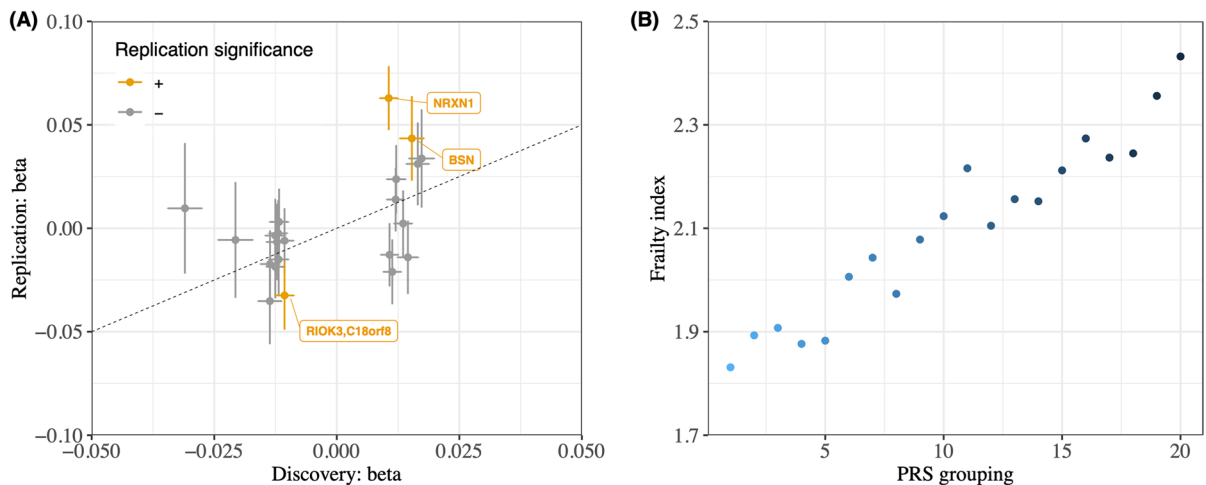 (A)
Replication significance
+
−
NRXN1
BSN
RIOK3,C18orf8
0.10
0.05
0.00
−0.05
−0.10
Replication: beta
−0.050
−0.025
0.000
0.025
0.050
Discovery: beta
(B)
2.5
2.3
2.1
1.9
1.7
Frailty index
5
10
15
20
PRS grouping